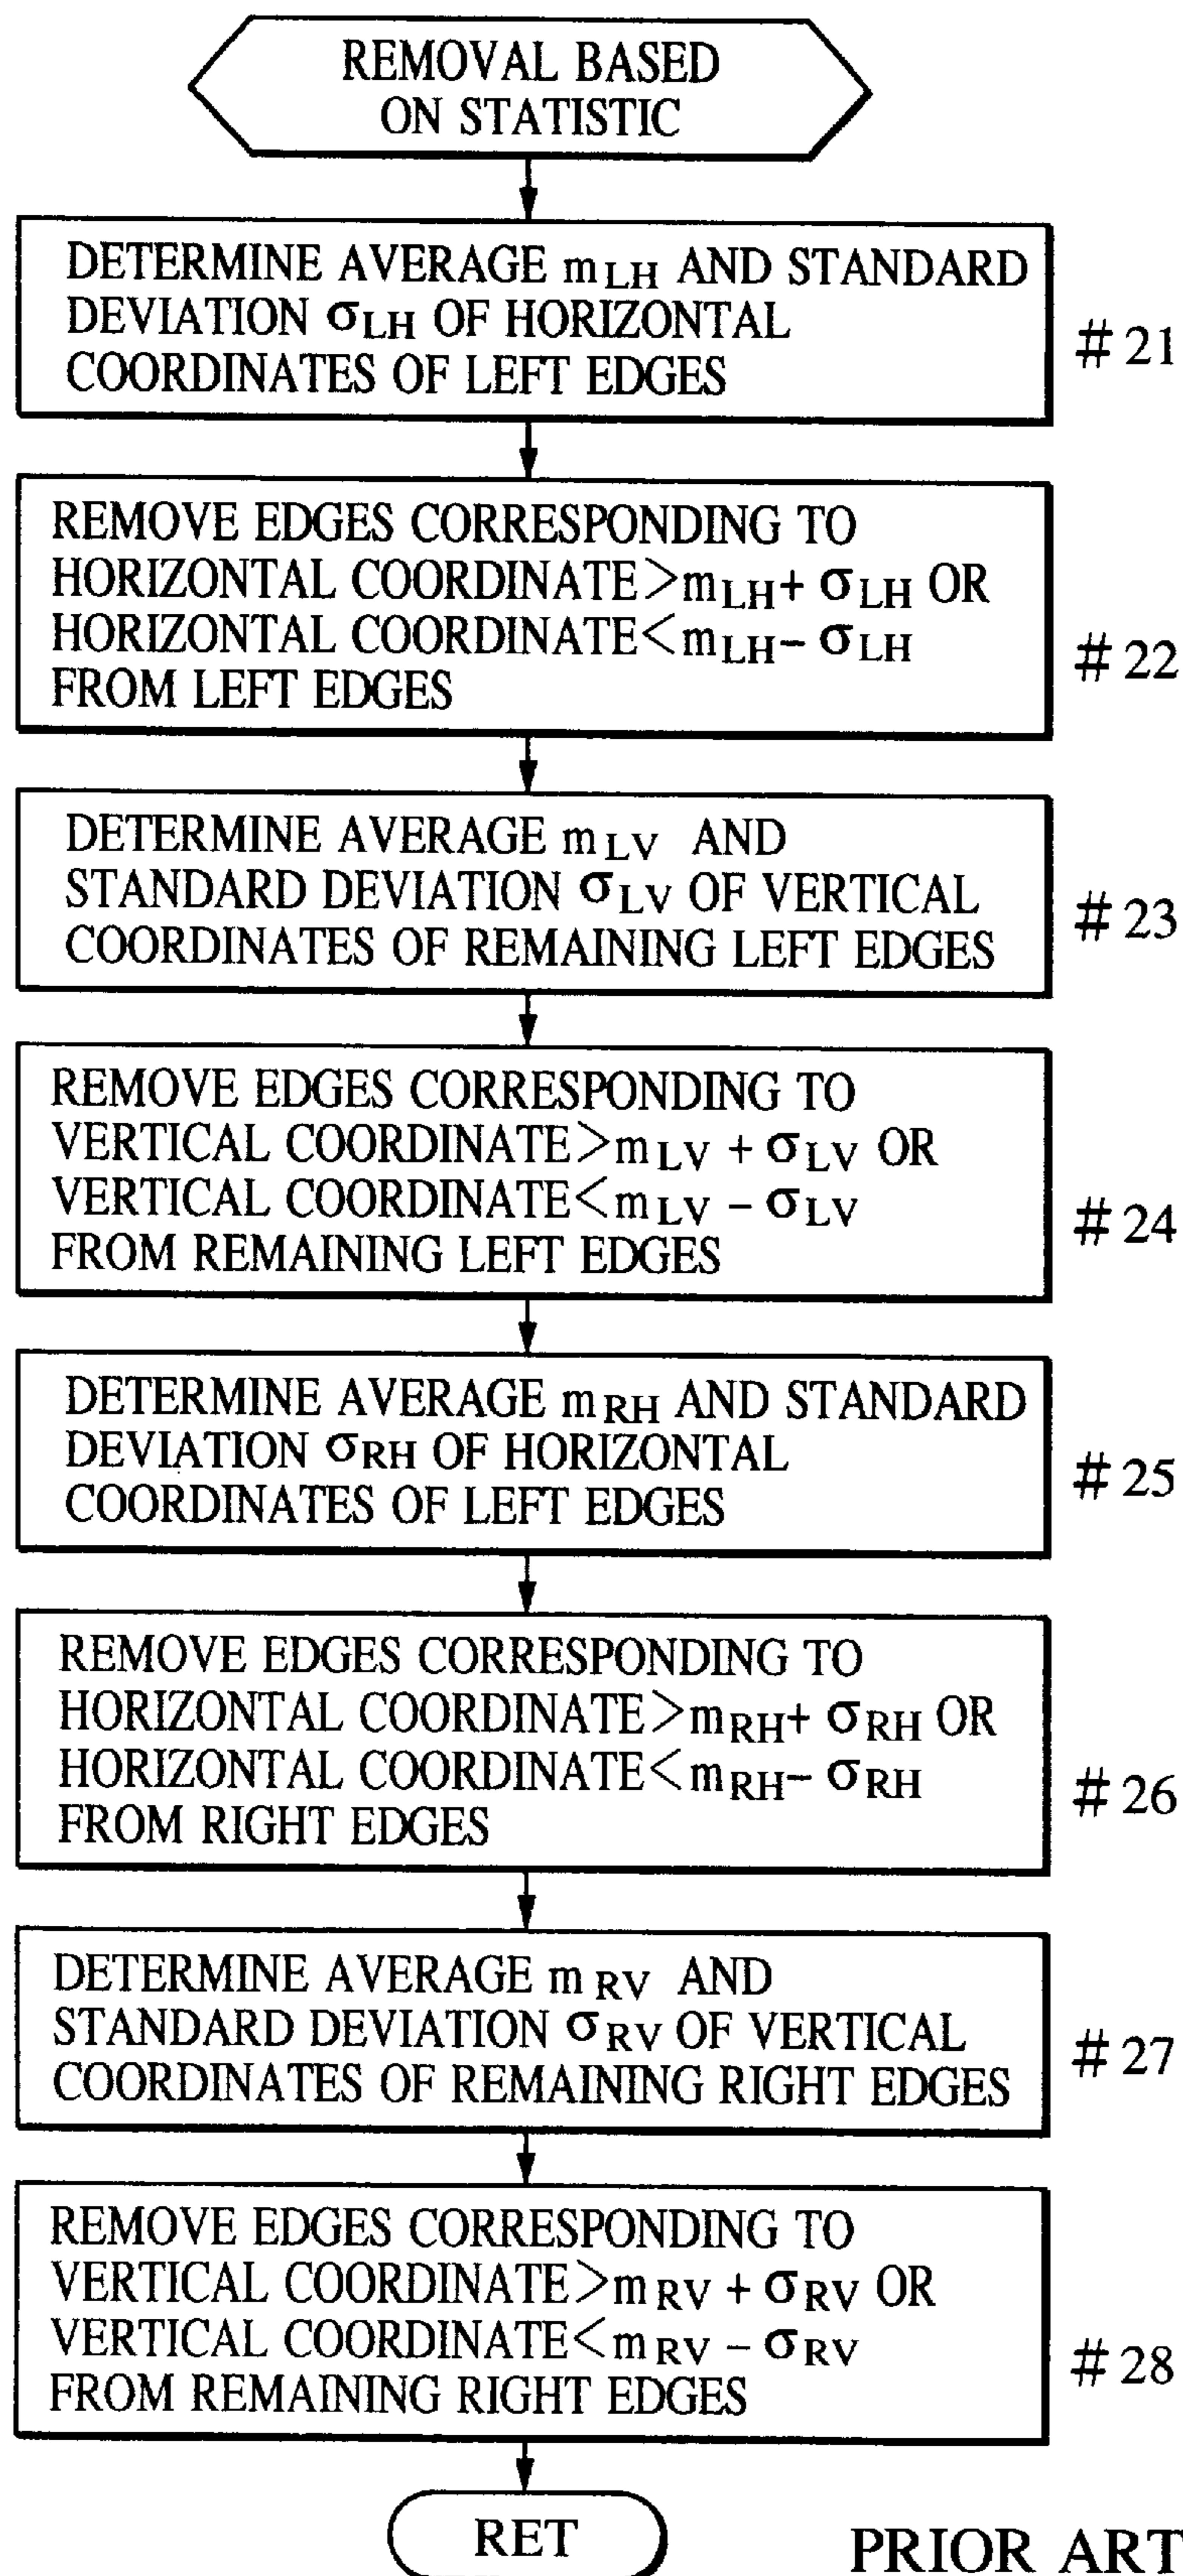 REMOVAL BASED
ON STATISTIC
DETERMINE AVERAGE mLH AND STANDARD
DEVIATION σLH OF HORIZONTAL
COORDINATES OF LEFT EDGES
#21
REMOVE EDGES CORRESPONDING TO
HORIZONTAL COORDINATE>mLH+ σLH OR
HORIZONTAL COORDINATE<mLH− σLH
FROM LEFT EDGES
#22
DETERMINE AVERAGE mLV AND
STANDARD DEVIATION σLV OF VERTICAL
COORDINATES OF REMAINING LEFT EDGES
#23
REMOVE EDGES CORRESPONDING TO
VERTICAL COORDINATE>mLV + σLV OR
VERTICAL COORDINATE<mLV − σLV
FROM REMAINING LEFT EDGES
#24
DETERMINE AVERAGE mRH AND STANDARD
DEVIATION σRH OF HORIZONTAL
COORDINATES OF LEFT EDGES
#25
REMOVE EDGES CORRESPONDING TO
HORIZONTAL COORDINATE>mRH+ σRH OR
HORIZONTAL COORDINATE<mRH− σRH
FROM RIGHT EDGES
#26
DETERMINE AVERAGE mRV AND
STANDARD DEVIATION σRV OF VERTICAL
COORDINATES OF REMAINING RIGHT EDGES
#27
REMOVE EDGES CORRESPONDING TO
VERTICAL COORDINATE>mRV + σRV OR
VERTICAL COORDINATE<mRV − σRV
FROM REMAINING RIGHT EDGES
#28
RET
PRIOR ART